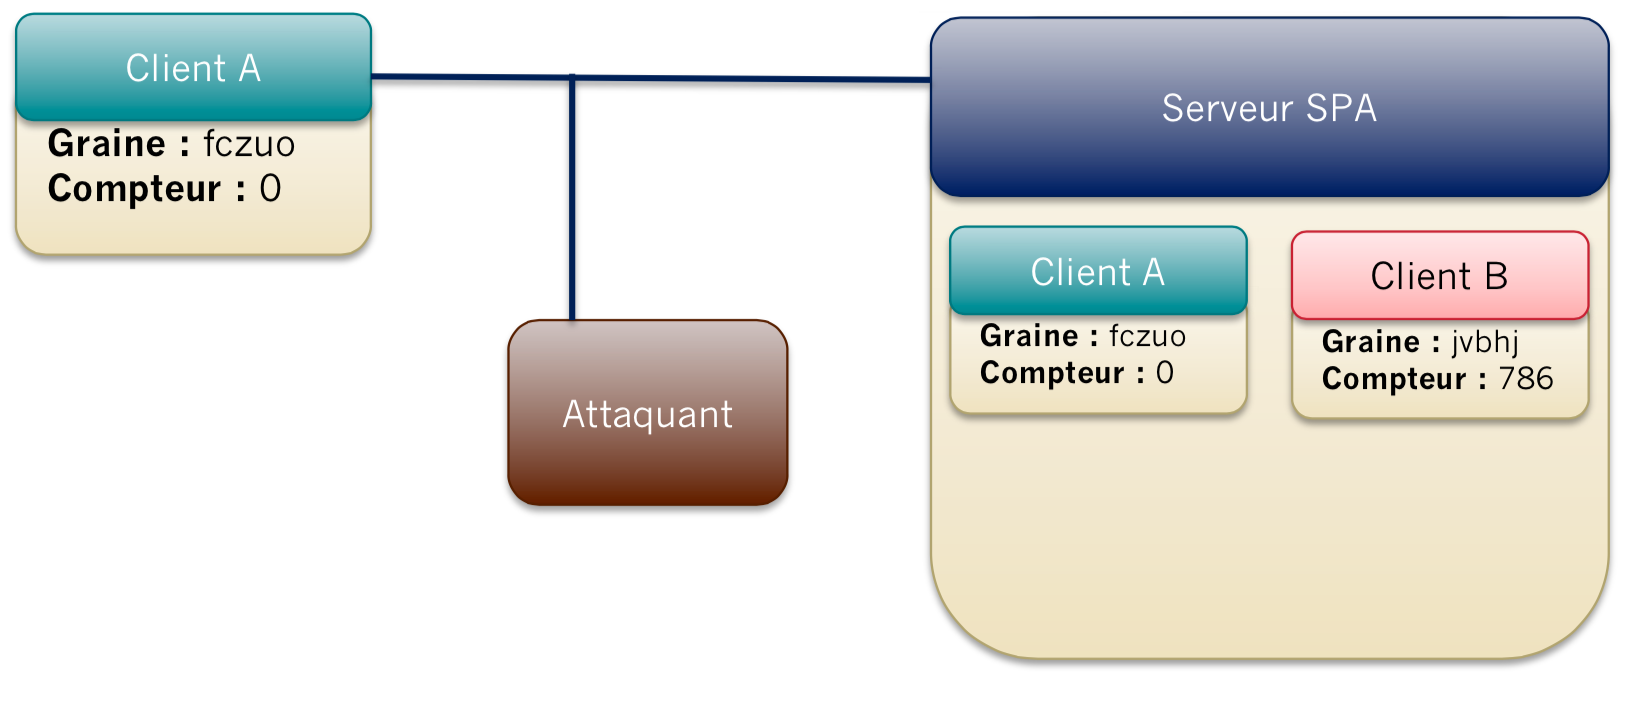 Client A
Graine : fczuo
Compteur : 0
Serveur SPA
Client A
Graine : fczuo
Compteur : 0
Client B
Graine : jvbhj
Compteur : 786
Attaquant